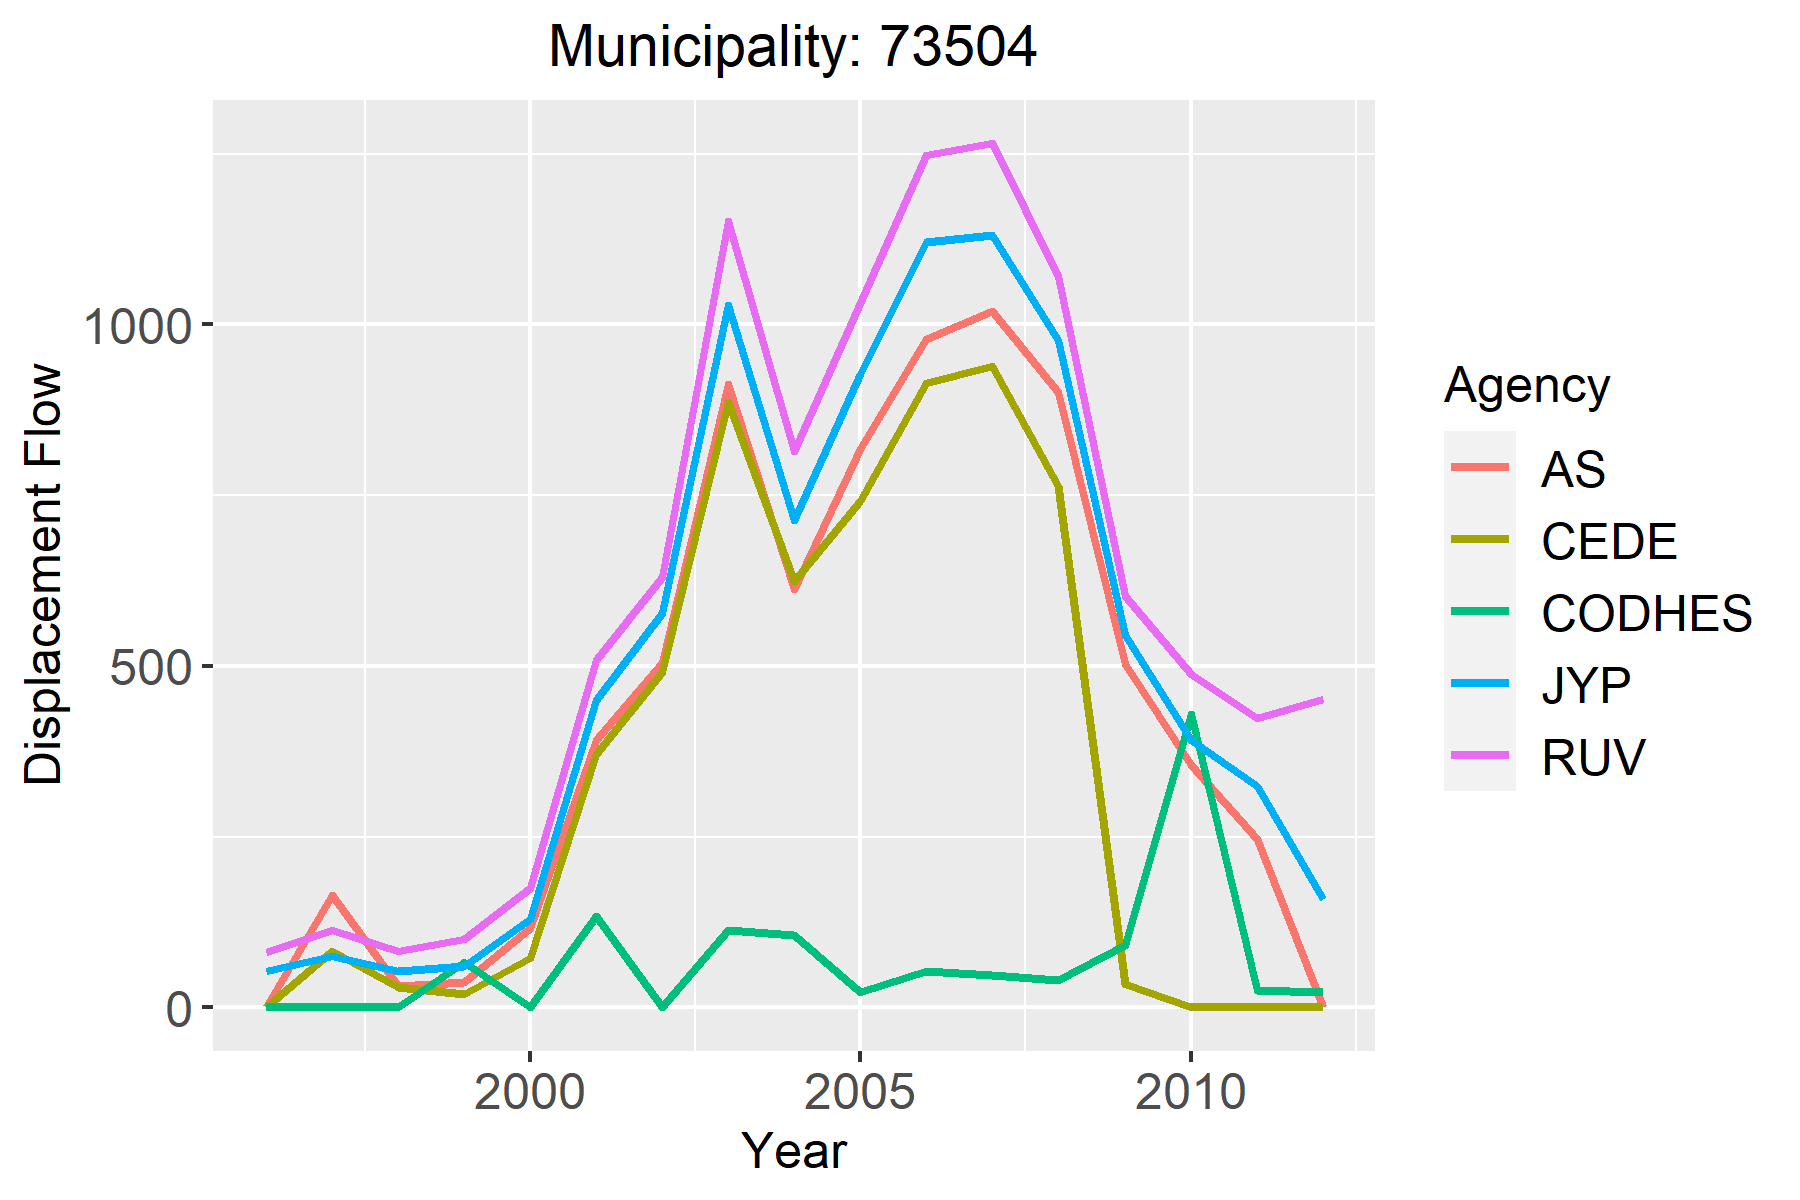 Municipality: 73504
Displacement Flow
1000
500
0
2000
2005
2010
Year
Agency
AS
CEDE
CODHES
JYP
RUV